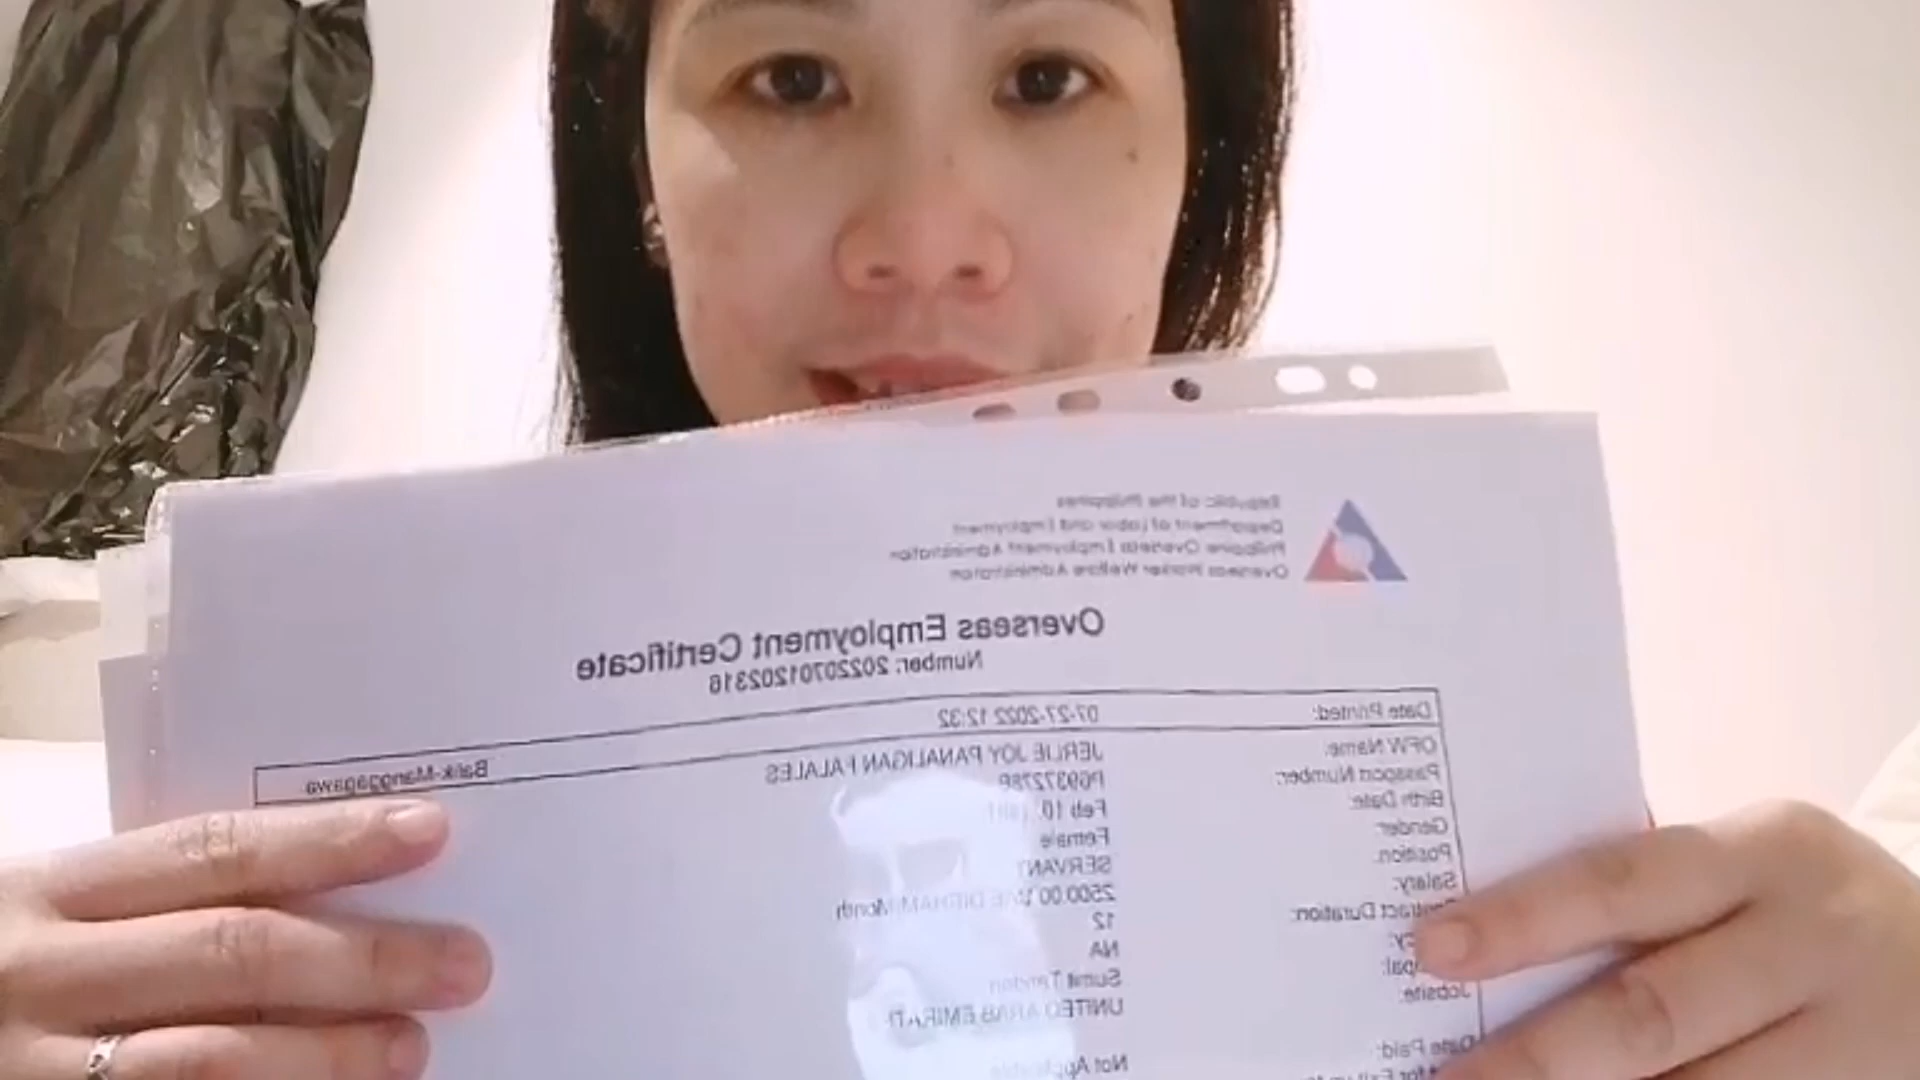 Republic of the Philippines
Department of Labor and Employment
Philippine Overseas Employment Administration
Overseas Worker Welfare Administration
Overseas Employment Certificate
Number: 20220701202316
Date Printed: 07-27-2022 12:32
OFW Name: JERLIE JOY PANALIGAN FALALES Balik-Manggagawa
Passport Number: P6937278B
Birth Date: Feb 10,
Gender: Female
Position: SERVANT
Salary: 2500.00 UAE DIRHAM/Month
Contract Duration: 12
NA
Sumit Tandon
Jobsite: UNITED ARAB EMIRAT
Date Paid: Not Applicable
for